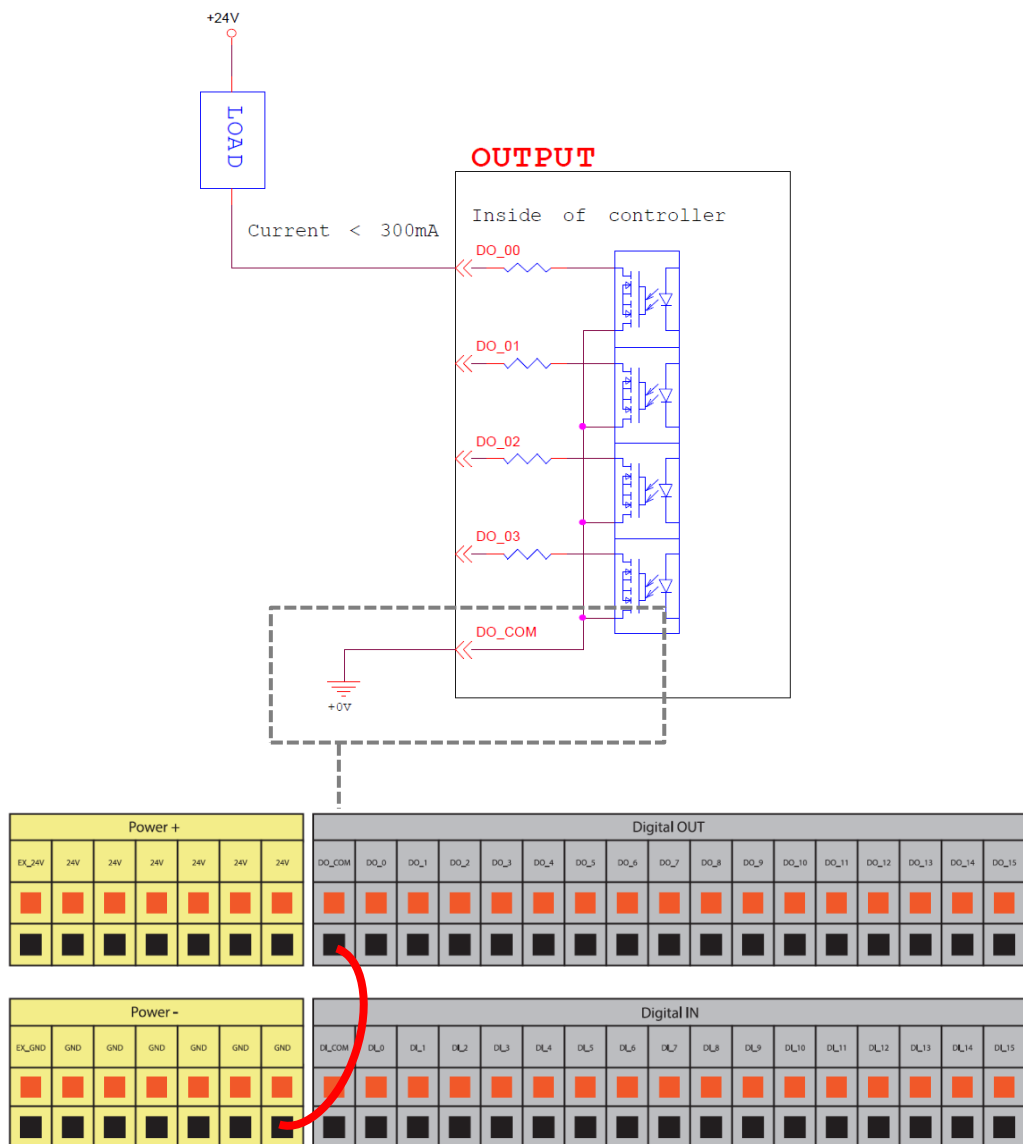 +24V
LOAD
OUTPUT
Inside of controller
Current < 300mA
DO_00
DO_01
DO_02
DO_03
DO_COM
+0V
Power + Digital OUT
EX_24V 24V 24V 24V 24V 24V 24V DO_COM DO_0 DO_1 DO_2 DO_3 DO_4 DO_5 DO_6 DO_7 DO_8 DO_9 DO_10 DO_11 DO_12 DO_13 DO_14 DO_15
Power - Digital IN
EX_GND GND GND GND GND GND GND DI_COM DI_0 DI_1 DI_2 DI_3 DI_4 DI_5 DI_6 DI_7 DI_8 DI_9 DI_10 DI_11 DI_12 DI_13 DI_14 DI_15